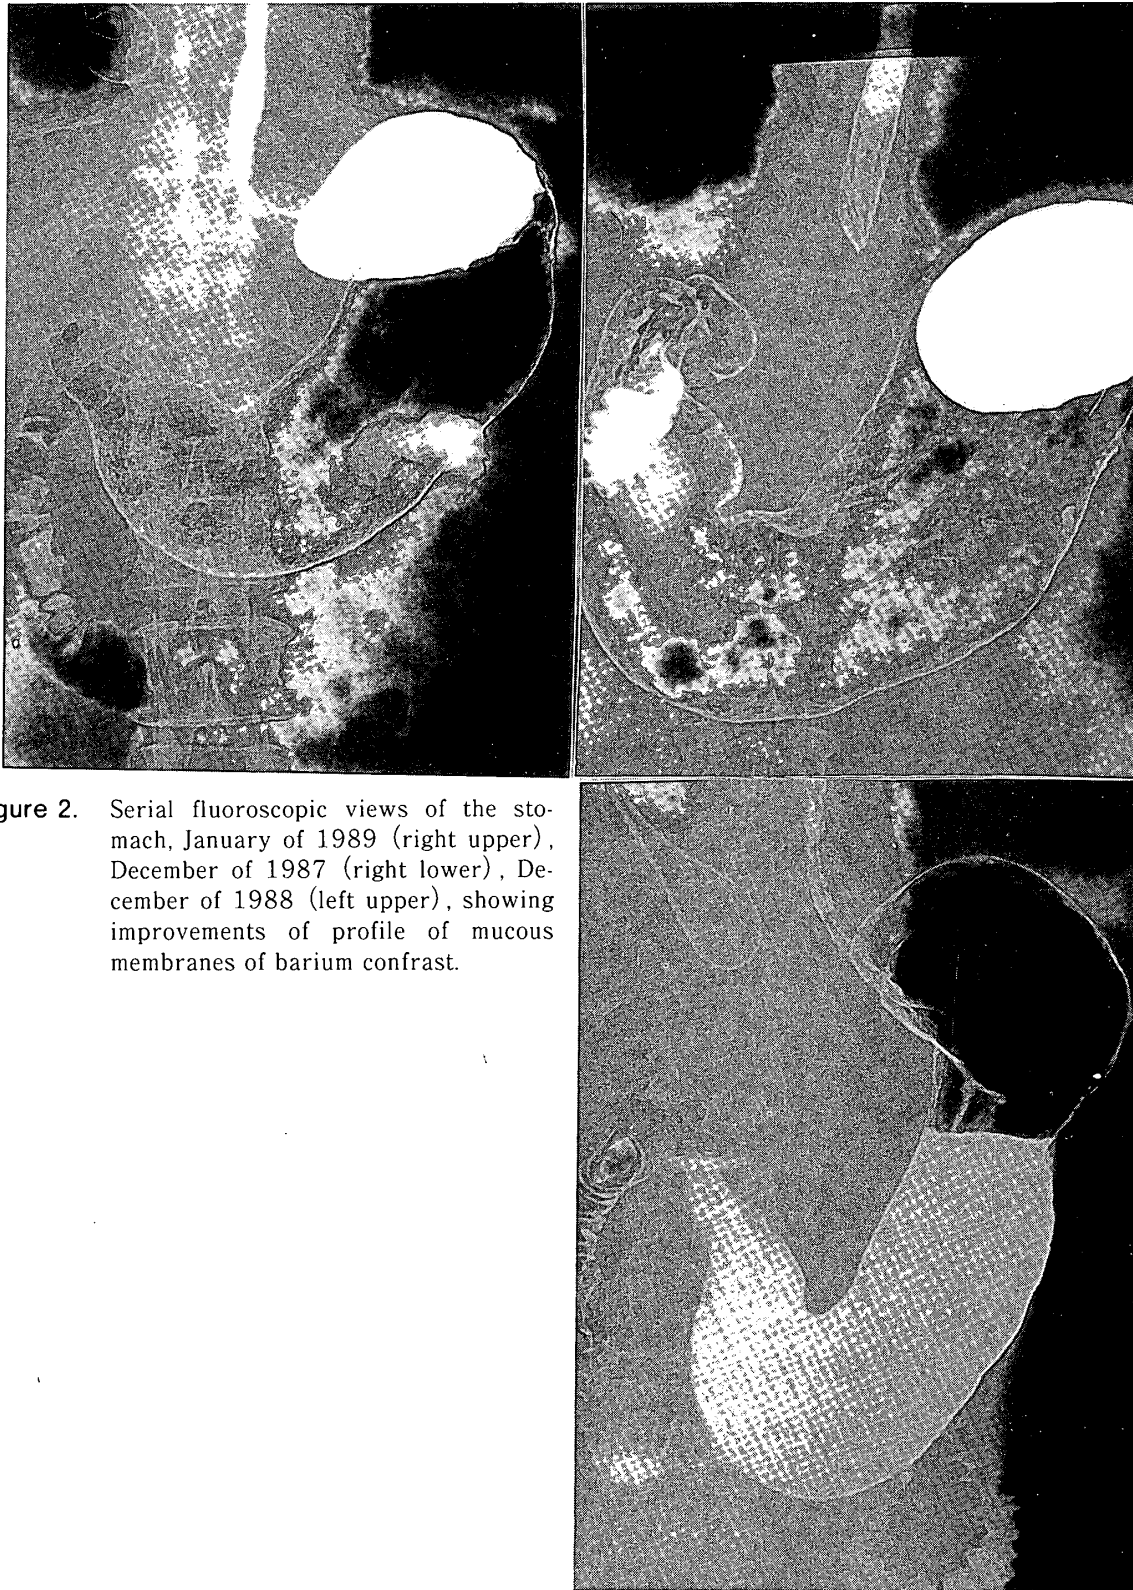 gure 2. Serial fluoroscopic views of the sto-
mach, January of 1989 (right upper),
December of 1987 (right lower), De-
cember of 1988 (left upper), showing
improvements of profile of mucous
membranes of barium confrast.